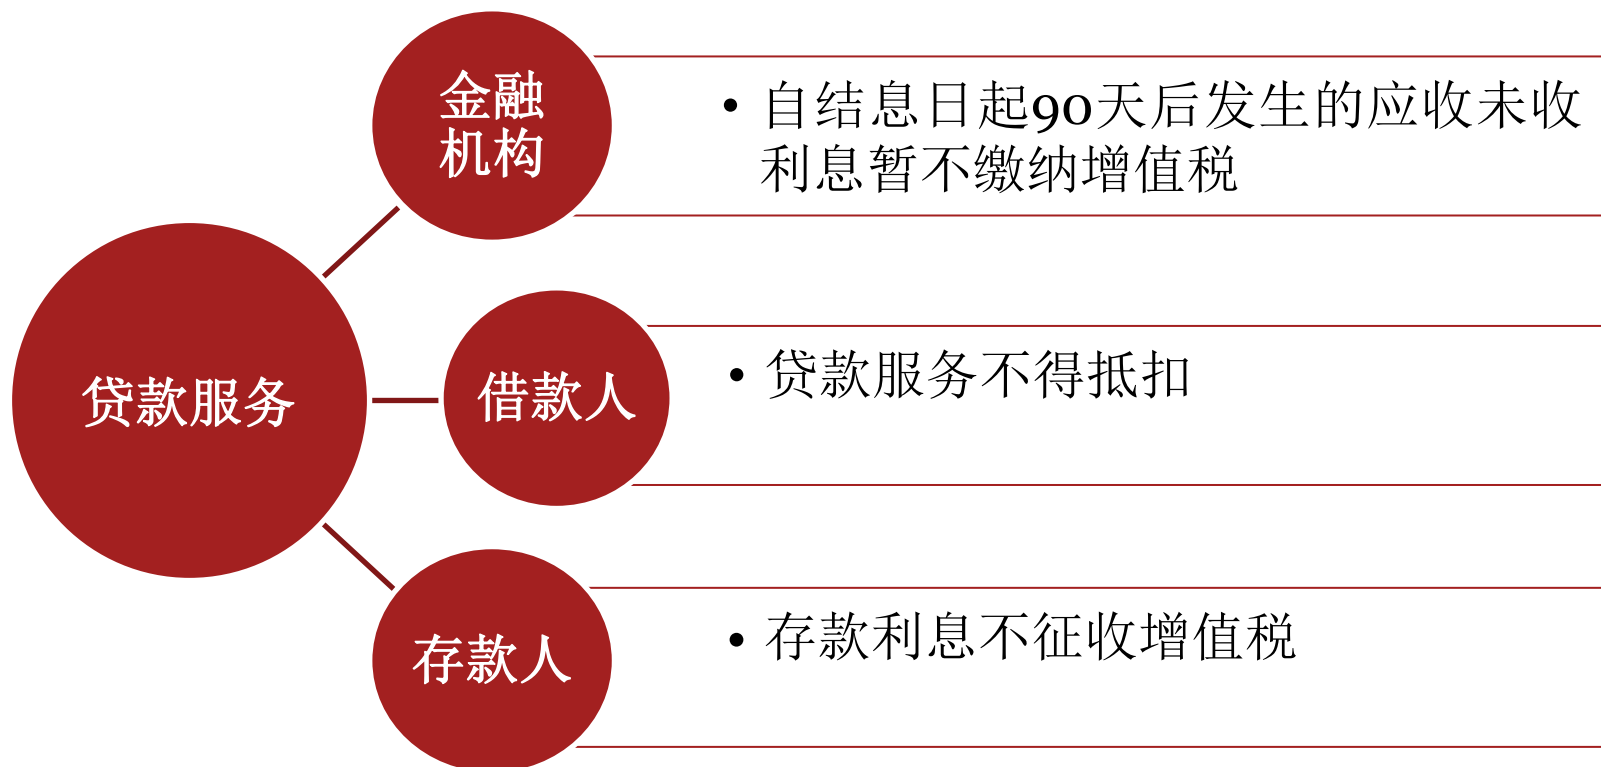 贷款服务
金融
机构
• 自结息日起90天后发生的应收未收
利息暂不缴纳增值税
借款人
• 贷款服务不得抵扣
存款人
• 存款利息不征收增值税